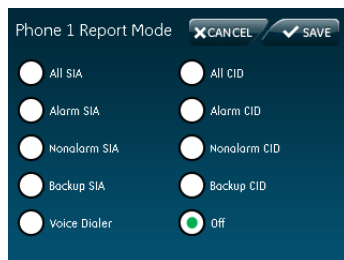 Phone 1 Report Mode CANCEL SAVE
All SIA All CID
Alarm SIA Alarm CID
Nonalarm SIA Nonalarm CID
Backup SIA Backup CID
Voice Dialer Off